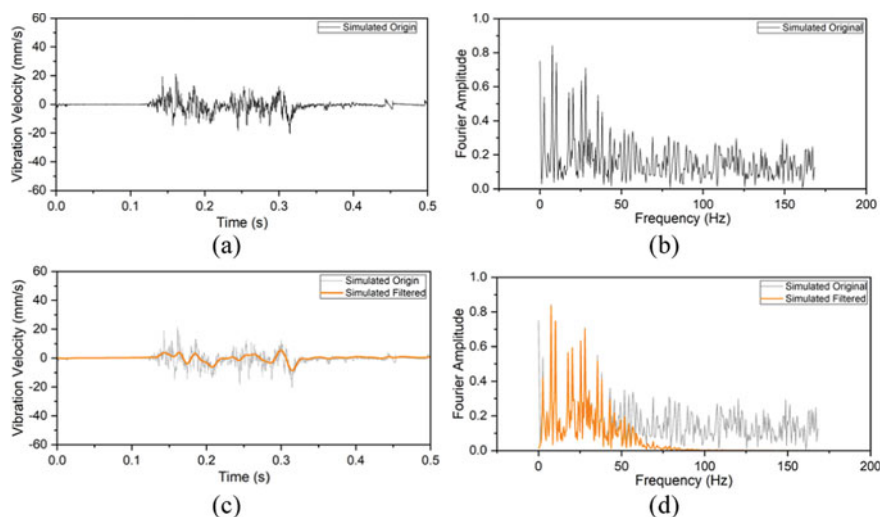 60
40
20
0
-20
-40
-60
Vibration Velocity (mm/s)
Simulated Origin
0.0 0.1 0.2 0.3 0.4 0.5
Time (s)
(a)
1.0
0.8
0.6
0.4
0.2
0.0
Fourier Amplitude
Simulated Original
0 50 100 150 200
Frequency (Hz)
(b)
60
40
20
0
-20
-40
-60
Vibration Velocity (mm/s)
Simulated Origin
Simulated Filtered
0.0 0.1 0.2 0.3 0.4 0.5
Time (s)
(c)
1.0
0.8
0.6
0.4
0.2
0.0
Fourier Amplitude
Simulated Original
Simulated Filtered
0 50 100 150 200
Frequency (Hz)
(d)